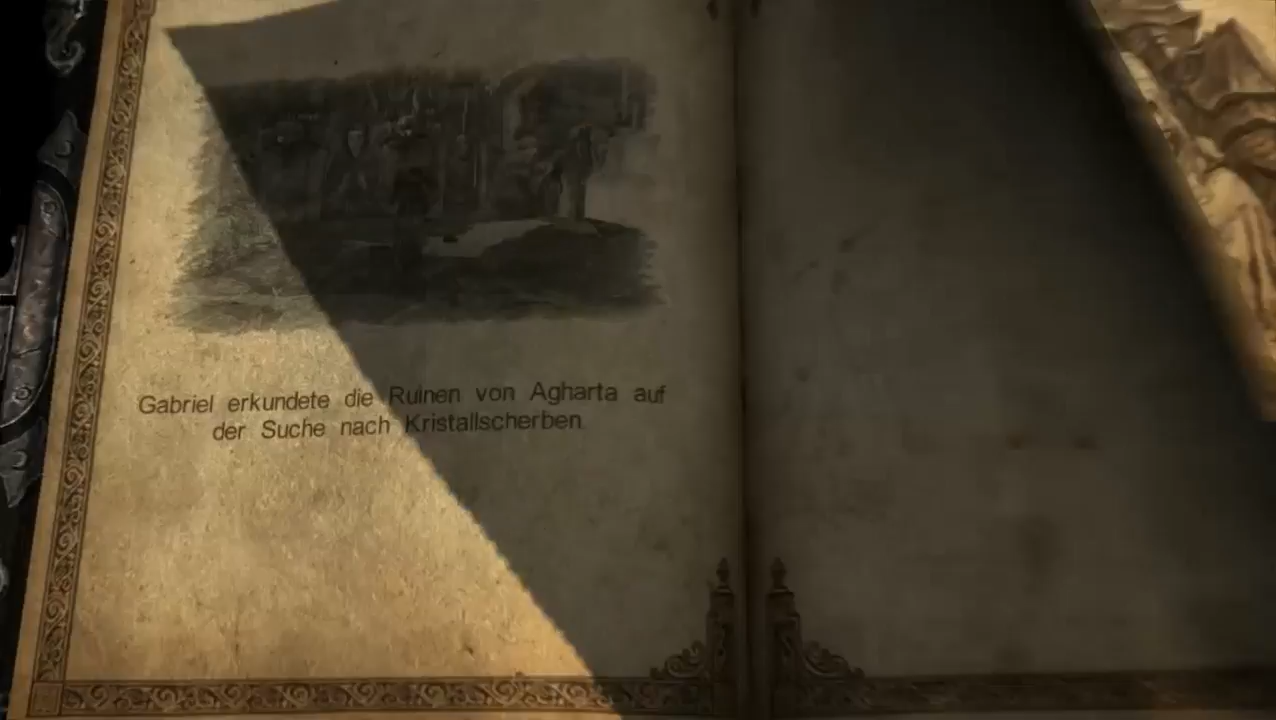 Gabriel erkundete die Ruinen von Agharta auf
der Suche nach Kristallscherben.